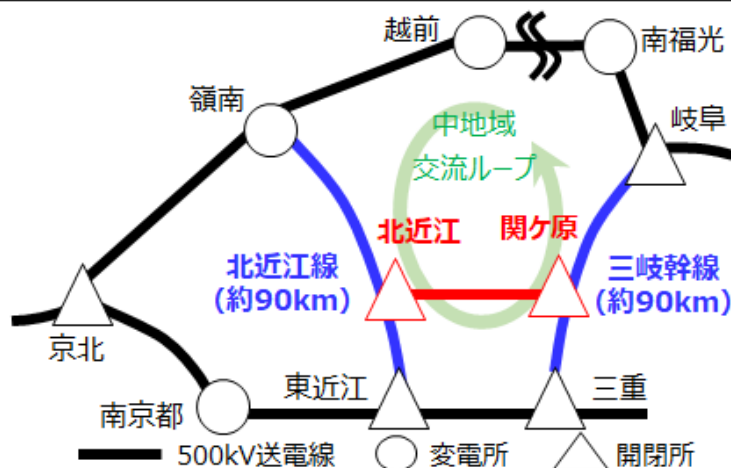 越前
南福光
嶺南
中地域
交流ループ
岐阜
北近江
関ケ原
北近江線
(約90km)
三岐幹線
(約90km)
京北
東近江
三重
南京都
500kV送電線
変電所
開閉所